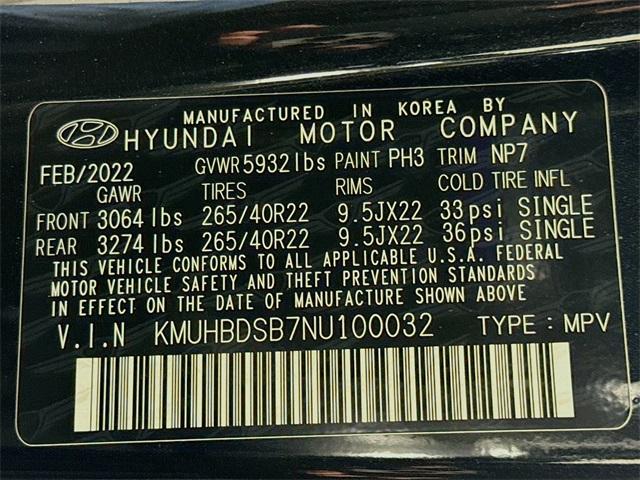 MANUFACTURED IN KOREA BY
HYUNDAI MOTOR COMPANY
FEB/2022 GVWR 5932 lbs PAINT PH3 TRIM NP7
GAWR TIRES RIMS COLD TIRE INFL
FRONT 3064 lbs 265/40R22 9.5JX22 33psi SINGLE
REAR 3274 lbs 265/40R22 9.5JX22 36psi SINGLE
THIS VEHICLE CONFORMS TO ALL APPLICABLE U.S.A. FEDERAL
MOTOR VEHICLE SAFETY AND THEFT PREVENTION STANDARDS
IN EFFECT ON THE DATE OF MANUFACTURE SHOWN ABOVE.
V.I.N KMUHBDSB7NU100032 TYPE : MPV